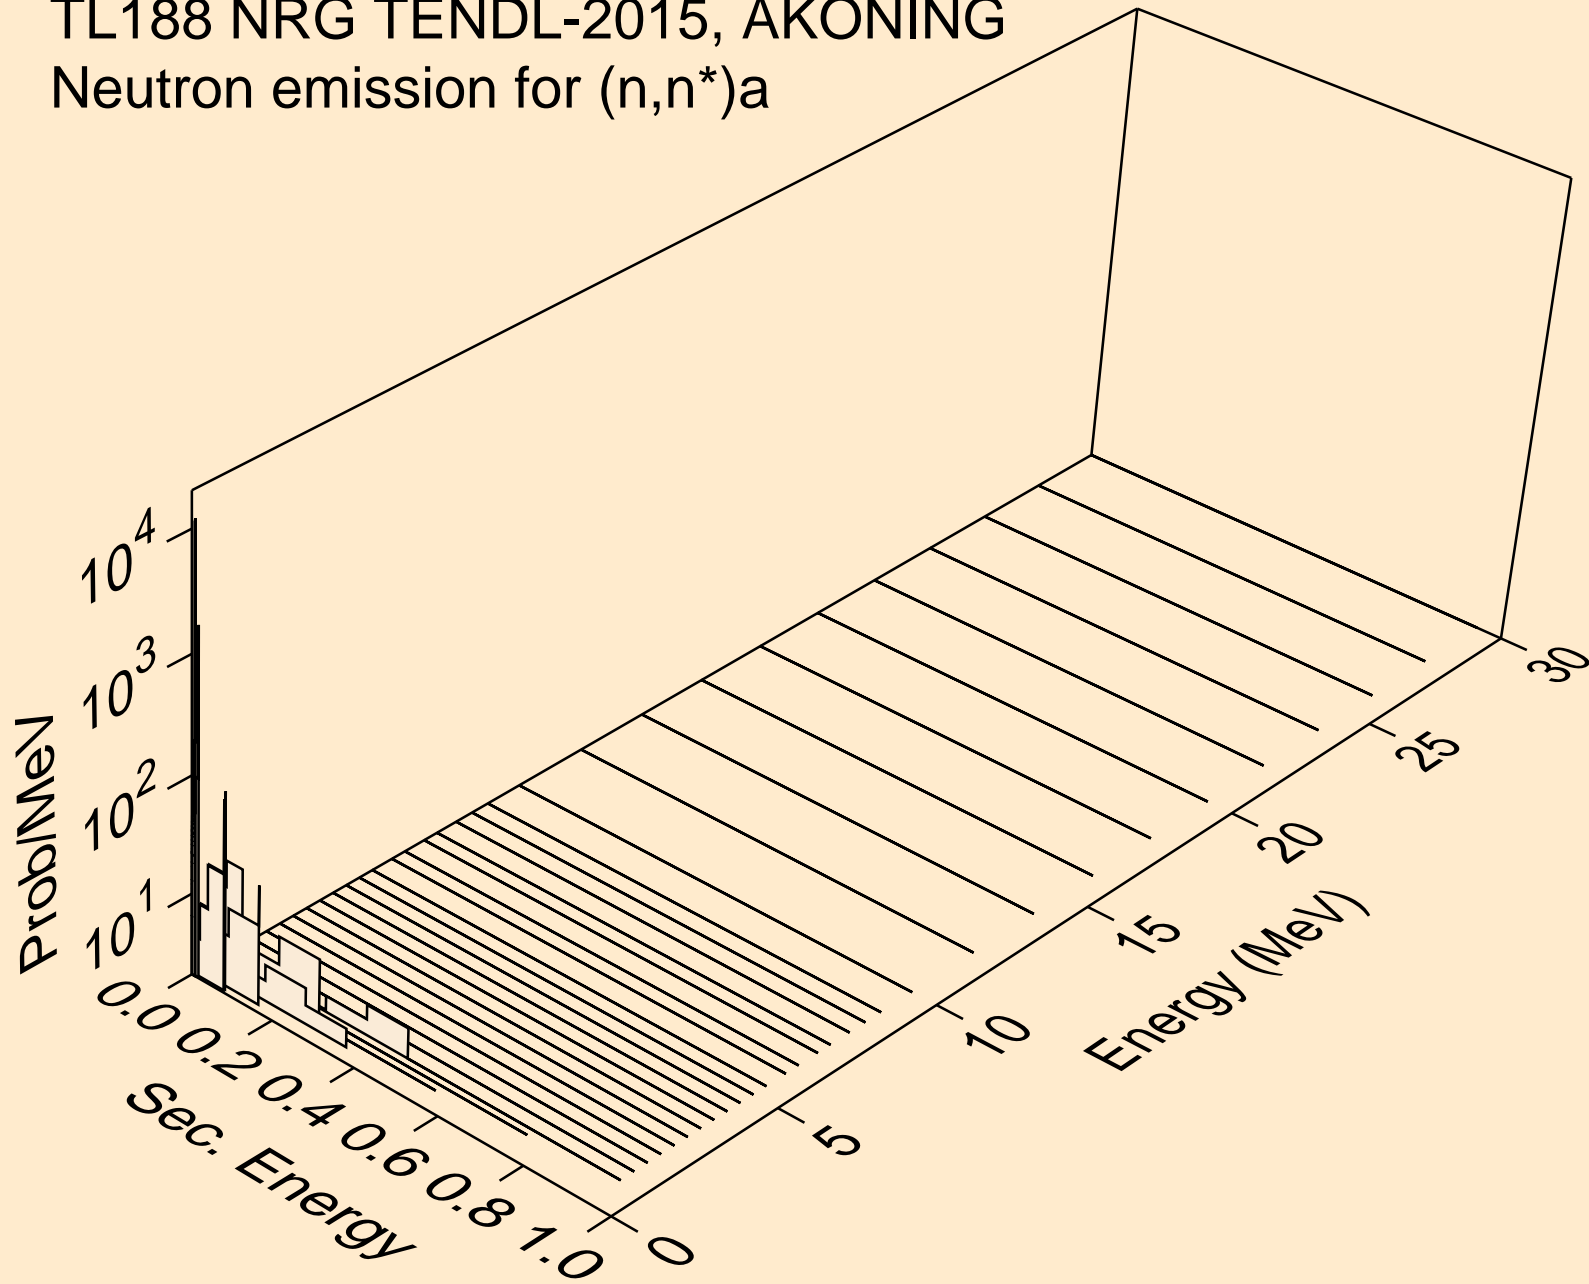 TL188 NRG TENDL-2015, AKONING
Neutron emission for (n,n*)a
10^4
10^3
10^2
10^1
Prob/MeV
0.0 0.2 0.4 0.6 0.8 1.0
Sec. Energy
0 5 10 15 20 25 30
Energy (MeV)